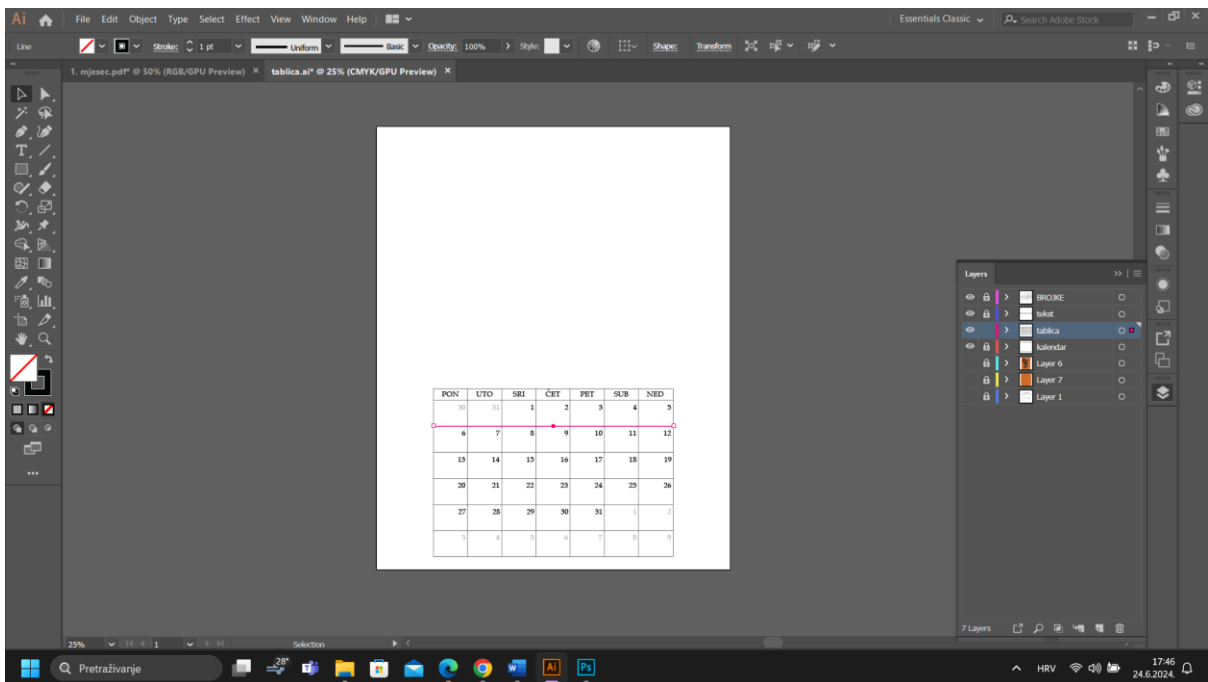 Ai File Edit Object Type Select Effect View Window Help Essentials Classic Search Adobe Stock
Line Stroke: 1 pt Uniform Basic Opacity: 100% Style: Shape: Transform
1. mjesec.pdf* @ 50% (RGB/GPU Preview) × tablica.ai* @ 25% (CMYK/GPU Preview) ×
Layers
BROJKE
tekst
tablica
kalendar
Layer 6
Layer 7
Layer 1
7 Layers
PON UTO SRI ČET PET SUB NED
30 31 1 2 3 4 5
6 7 8 9 10 11 12
13 14 15 16 17 18 19
20 21 22 23 24 25 26
27 28 29 30 31 1 2
3 4 5 6 7 8 9
25% 1 Selection
Pretraživanje 28° Ai Ps HRV 17:46
24.6.2024.